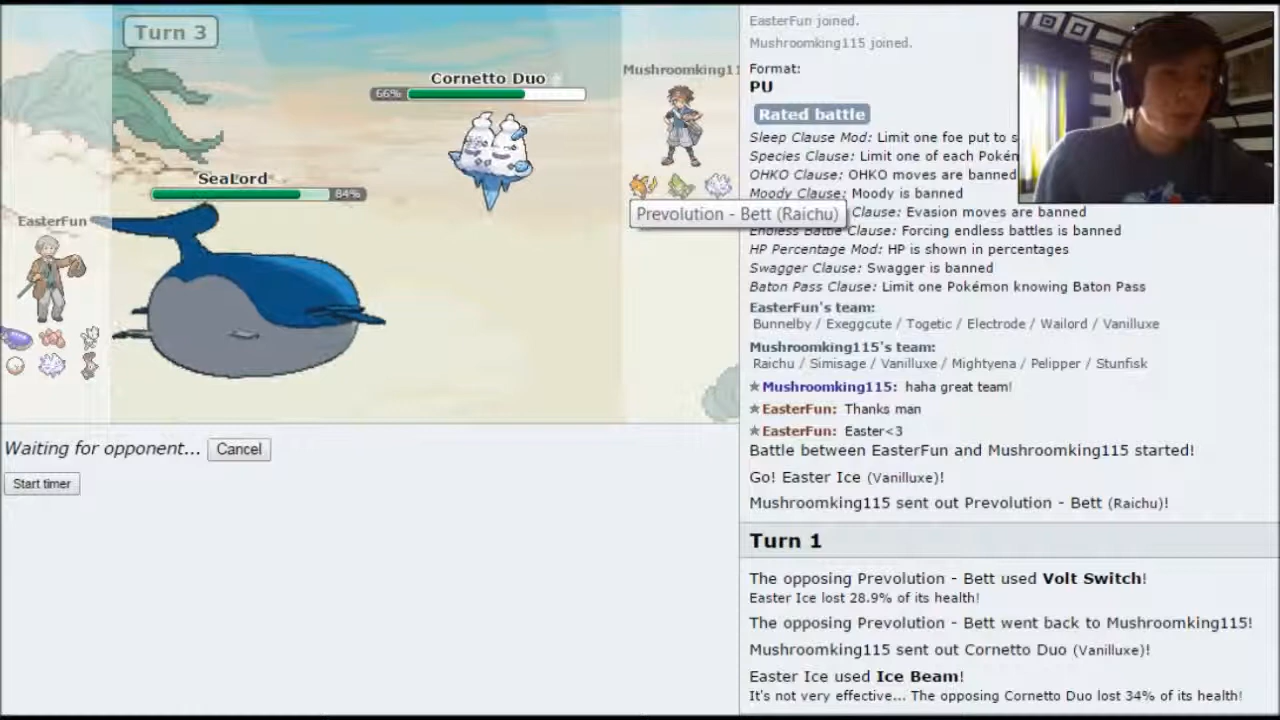 Turn 3
Cornetto Duo
66%
Mushroomking11
SeaLord
84%
EasterFun
Prevolution - Bett (Raichu)
Waiting for opponent... Cancel
Start timer
EasterFun joined.
Mushroomking115 joined.
Format:
PU
Rated battle
Sleep Clause Mod: Limit one foe put to s
Species Clause: Limit one of each Pokén
OHKO Clause: OHKO moves are banned
Moody Clause: Moody is banned
Clause: Evasion moves are banned
Endless Battle Clause: Forcing endless battles is banned
HP Percentage Mod: HP is shown in percentages
Swagger Clause: Swagger is banned
Baton Pass Clause: Limit one Pokémon knowing Baton Pass
EasterFun's team:
Bunnelby / Exeggcute / Togetic / Electrode / Wailord / Vanilluxe
Mushroomking115's team:
Raichu / Simisage / Vanilluxe / Mightyena / Pelipper / Stunfisk
★Mushroomking115: haha great team!
★EasterFun: Thanks man
★EasterFun: Easter<3
Battle between EasterFun and Mushroomking115 started!
Go! Easter Ice (Vanilluxe)!
Mushroomking115 sent out Prevolution - Bett (Raichu)!
Turn 1
The opposing Prevolution - Bett used Volt Switch!
Easter Ice lost 28.9% of its health!
The opposing Prevolution - Bett went back to Mushroomking115!
Mushroomking115 sent out Cornetto Duo (Vanilluxe)!
Easter Ice used Ice Beam!
It's not very effective... The opposing Cornetto Duo lost 34% of its health!